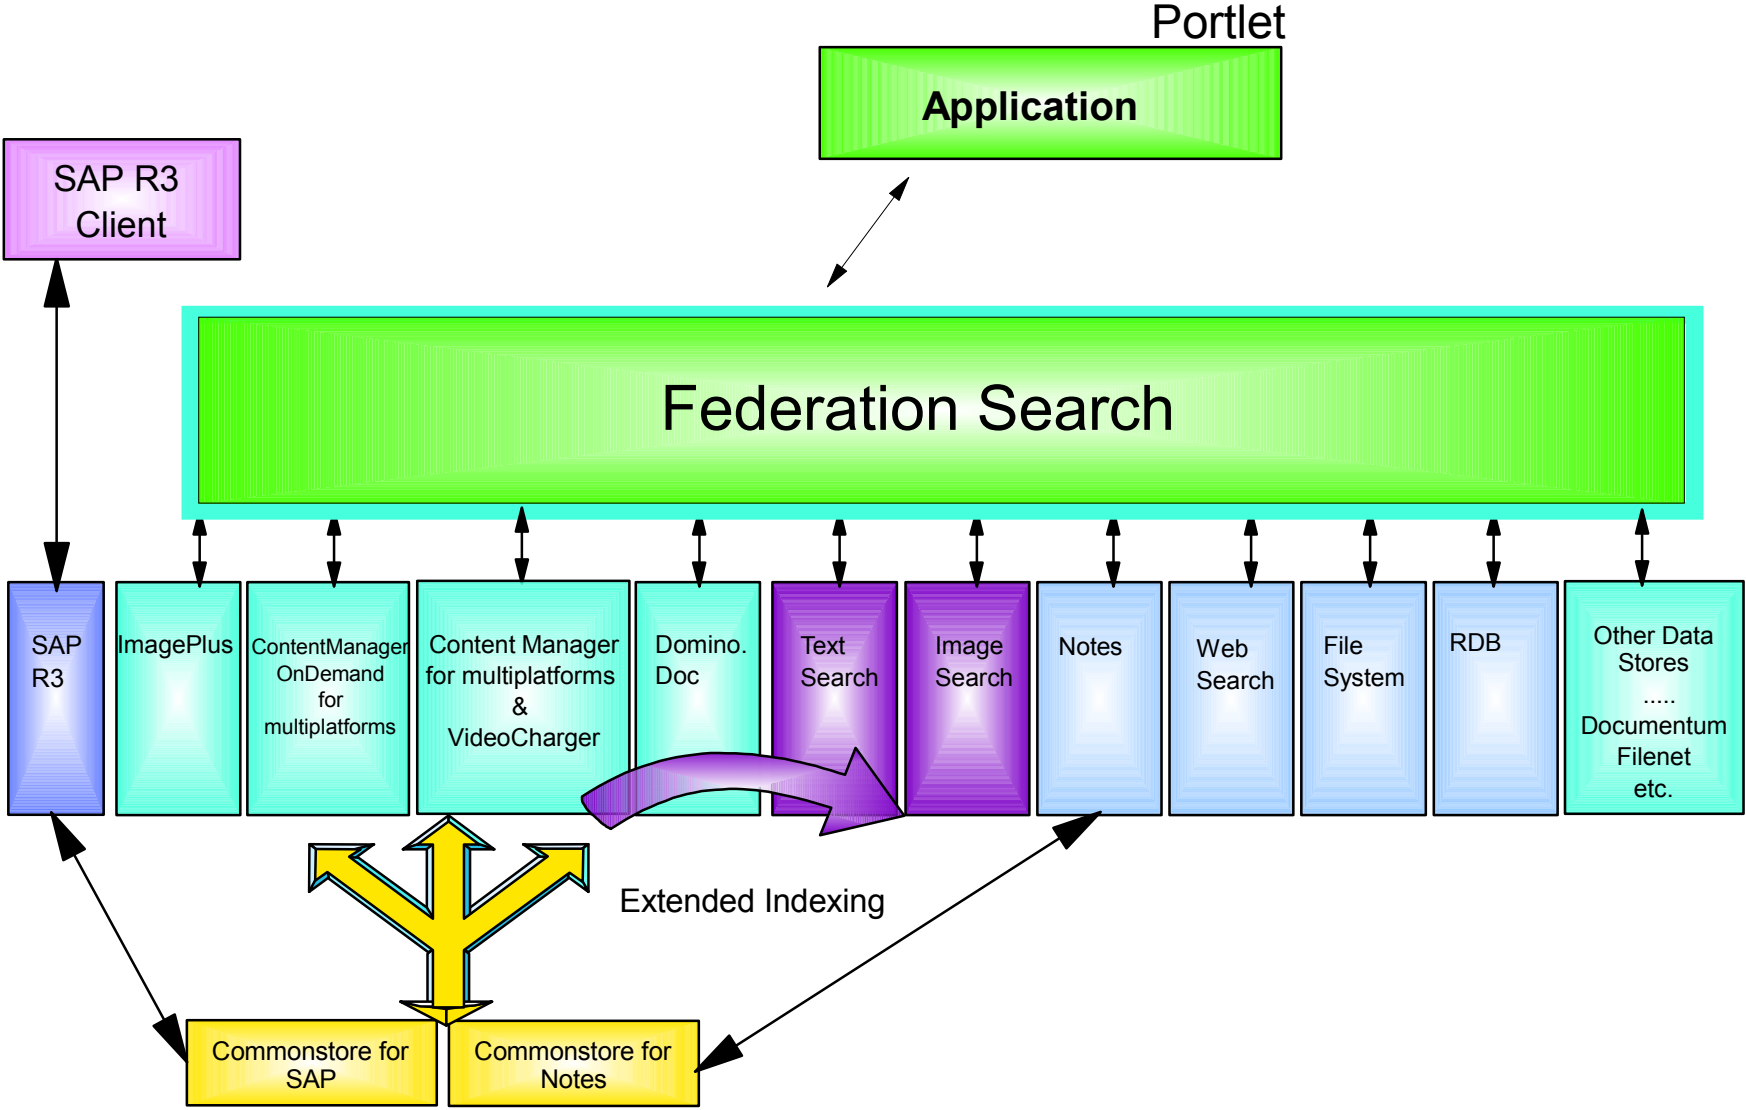 Portlet
Application
SAP R3
Client
Federation Search
SAP
R3
ImagePlus
ContentManager
OnDemand
for
multiplatforms
Content Manager
for multiplatforms
&
VideoCharger
Domino.
Doc
Text
Search
Image
Search
Notes
Web
Search
File
System
RDB
Other Data
Stores
.....
Documentum
Filenet
etc.
Extended Indexing
Commonstore for
SAP
Commonstore for
Notes